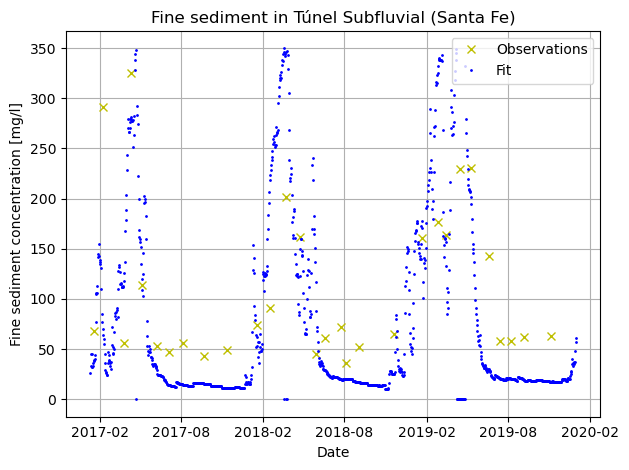 Fine sediment in Túnel Subfluvial (Santa Fe)
Observations
Fit
Fine sediment concentration [mg/l]
350
300
250
200
150
100
50
0
2017-02 2017-08 2018-02 2018-08 2019-02 2019-08 2020-02
Date